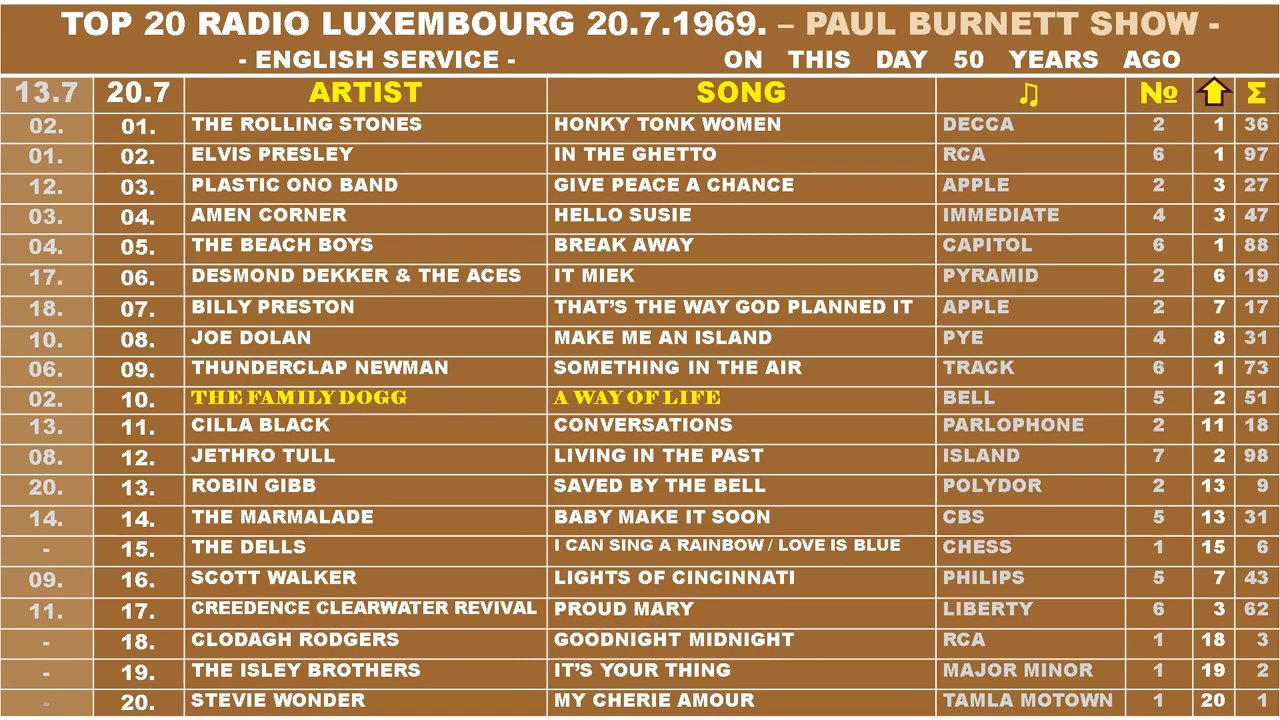 TOP 20 RADIO LUXEMBOURG 20.7.1969. – PAUL BURNETT SHOW -
- ENGLISH SERVICE - ON THIS DAY 50 YEARS AGO
13.7 20.7 ARTIST SONG ♫ № ⇧ Σ
02. 01. THE ROLLING STONES HONKY TONK WOMEN DECCA 2 1 36
01. 02. ELVIS PRESLEY IN THE GHETTO RCA 6 1 97
12. 03. PLASTIC ONO BAND GIVE PEACE A CHANCE APPLE 2 3 27
03. 04. AMEN CORNER HELLO SUSIE IMMEDIATE 4 3 47
04. 05. THE BEACH BOYS BREAK AWAY CAPITOL 6 1 88
17. 06. DESMOND DEKKER & THE ACES IT MIEK PYRAMID 2 6 19
18. 07. BILLY PRESTON THAT'S THE WAY GOD PLANNED IT APPLE 2 7 17
10. 08. JOE DOLAN MAKE ME AN ISLAND PYE 4 8 31
06. 09. THUNDERCLAP NEWMAN SOMETHING IN THE AIR TRACK 6 1 73
02. 10. THE FAMILY DOGG A WAY OF LIFE BELL 5 2 51
13. 11. CILLA BLACK CONVERSATIONS PARLOPHONE 2 11 18
08. 12. JETHRO TULL LIVING IN THE PAST ISLAND 7 2 98
20. 13. ROBIN GIBB SAVED BY THE BELL POLYDOR 2 13 9
14. 14. THE MARMALADE BABY MAKE IT SOON CBS 5 13 31
- 15. THE DELLS I CAN SING A RAINBOW / LOVE IS BLUE CHESS 1 15 6
09. 16. SCOTT WALKER LIGHTS OF CINCINNATI PHILIPS 5 7 43
11. 17. CREEDENCE CLEARWATER REVIVAL PROUD MARY LIBERTY 6 3 62
- 18. CLODAGH RODGERS GOODNIGHT MIDNIGHT RCA 1 18 3
- 19. THE ISLEY BROTHERS IT'S YOUR THING MAJOR MINOR 1 19 2
- 20. STEVIE WONDER MY CHERIE AMOUR TAMLA MOTOWN 1 20 1